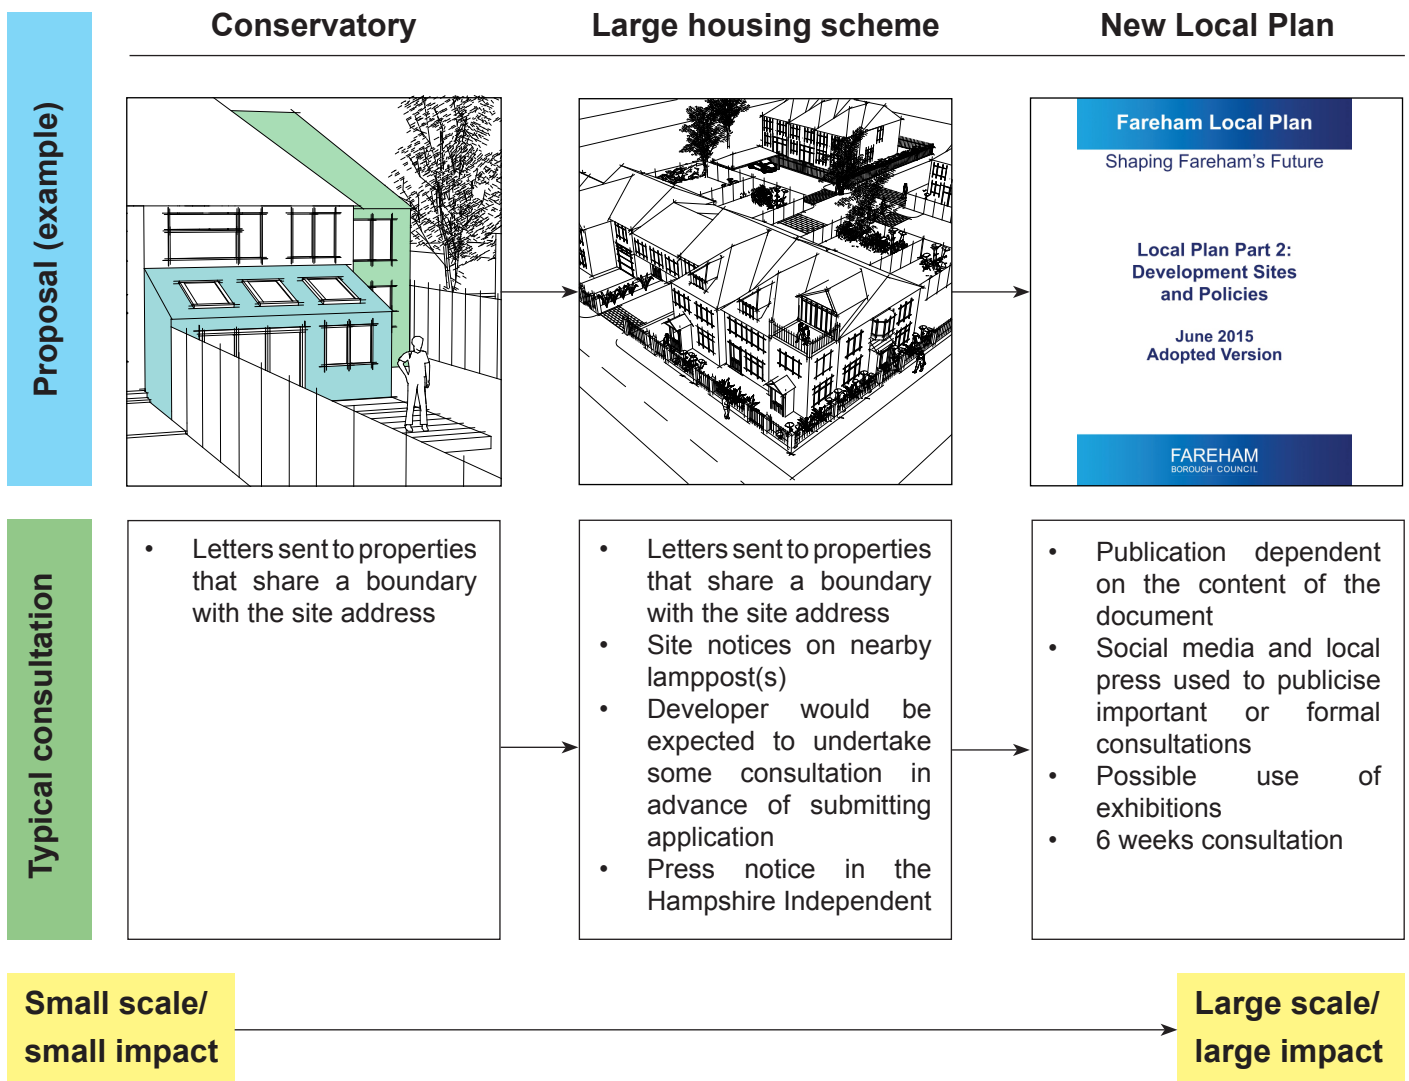 Conservatory
Large housing scheme
New Local Plan
Proposal (example)
Fareham Local Plan
Shaping Fareham's Future
Local Plan Part 2:
Development Sites
and Policies
June 2015
Adopted Version
FAREHAM
BOROUGH COUNCIL
Typical consultation
• Letters sent to properties
that share a boundary
with the site address
• Letters sent to properties
that share a boundary
with the site address
• Site notices on nearby
lamppost(s)
• Developer would be
expected to undertake
some consultation in
advance of submitting
application
• Press notice in the
Hampshire Independent
• Publication dependent
on the content of the
document
• Social media and local
press used to publicise
important or formal
consultations
• Possible use of
exhibitions
• 6 weeks consultation
Small scale/
small impact
Large scale/
large impact